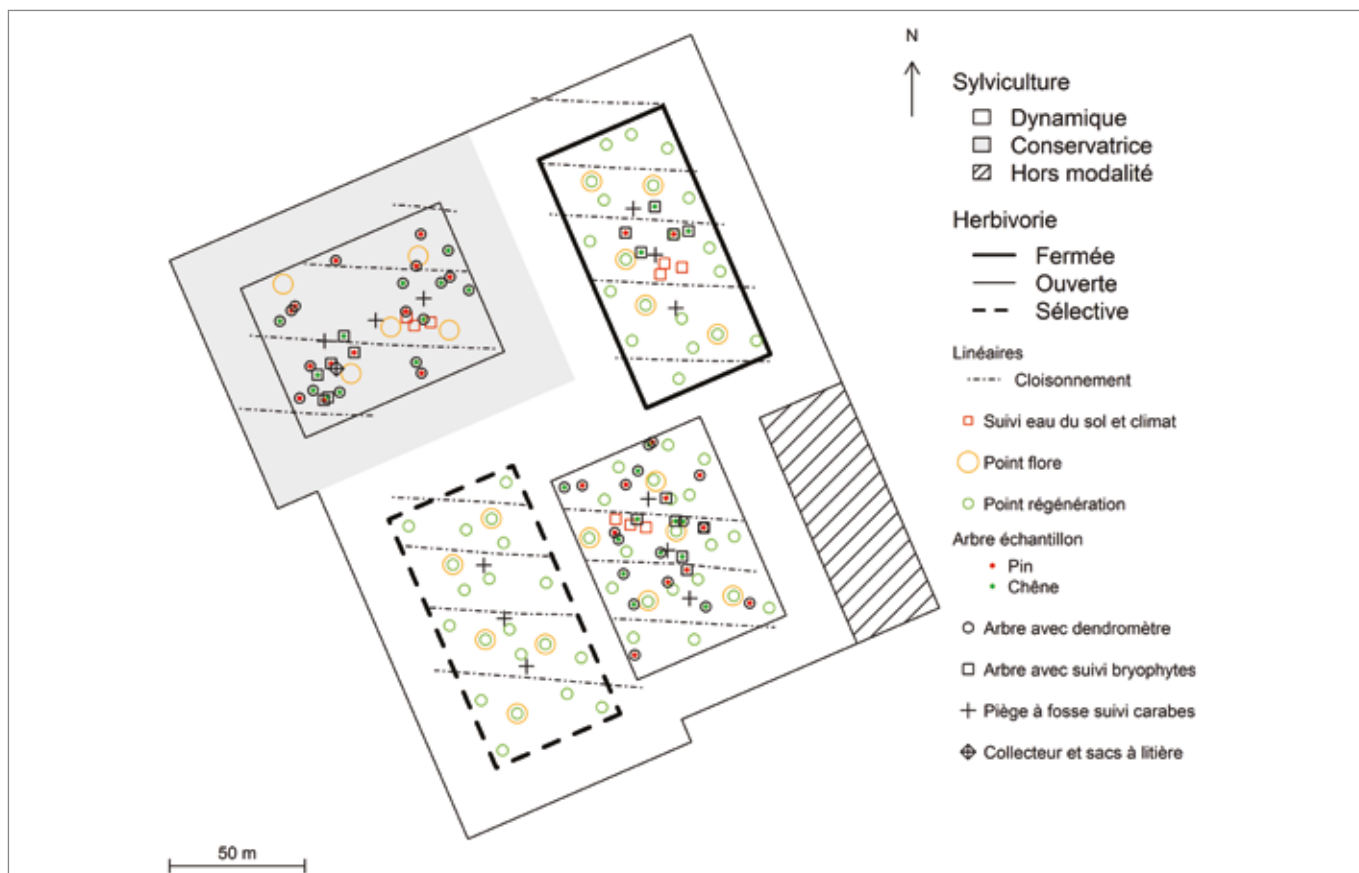 N
Sylviculture
Dynamique
Conservatrice
Hors modalité
Herbivorie
Fermée
Ouverte
Sélective
Linéaires
Cloisonnement
Suivi eau du sol et climat
Point flore
Point régénération
Arbre échantillon
Pin
Chêne
Arbre avec dendromètre
Arbre avec suivi bryophytes
Piège à fosse suivi carabes
Collecteur et sacs à litière
50 m